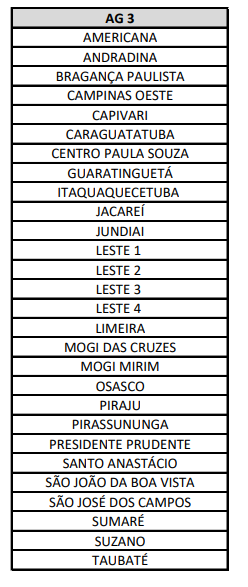 AG 3
AMERICANA
ANDRADINA
BRAGANÇA PAULISTA
CAMPINAS OESTE
CAPIVARI
CARAGUATATUBA
CENTRO PAULA SOUZA
GUARATINGUETÁ
ITAQUAQUECETUBA
JACAREÍ
JUNDIAI
LESTE 1
LESTE 2
LESTE 3
LESTE 4
LIMEIRA
MOGI DAS CRUZES
MOGI MIRIM
OSASCO
PIRAJU
PIRASSUNUNGA
PRESIDENTE PRUDENTE
SANTO ANASTÁCIO
SÃO JOÃO DA BOA VISTA
SÃO JOSÉ DOS CAMPOS
SUMARÉ
SUZANO
TAUBATÉ